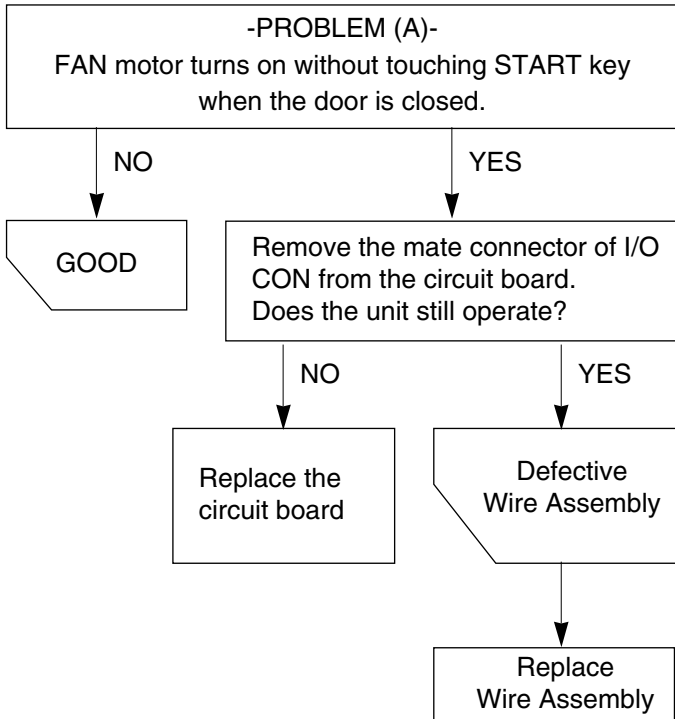 -PROBLEM (A)-
FAN motor turns on without touching START key
when the door is closed.
NO
YES
GOOD
Remove the mate connector of I/O
CON from the circuit board.
Does the unit still operate?
NO
YES
Replace the
circuit board
Defective
Wire Assembly
Replace
Wire Assembly